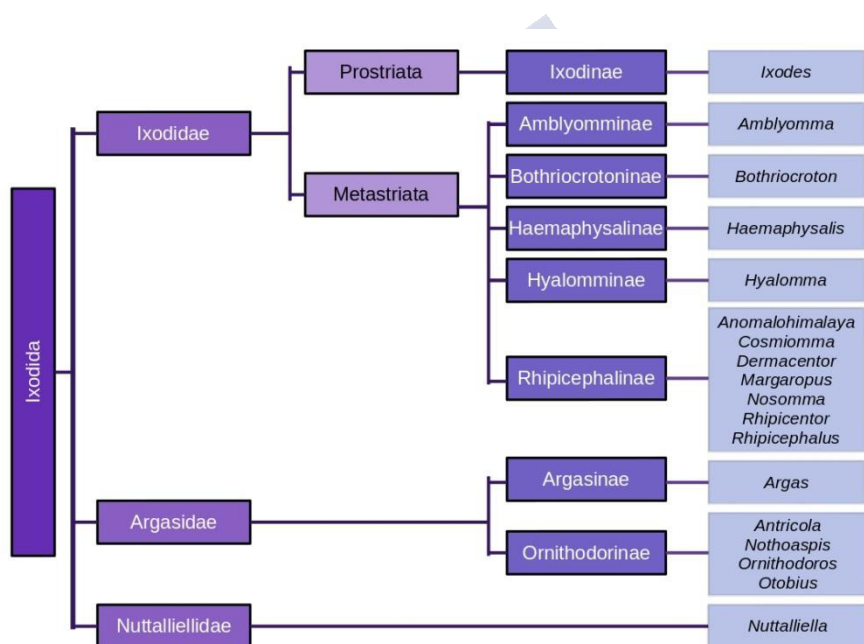 Ixodida
Ixodidae
Argasidae
Nuttalliellidae
Prostriata
Metastriata
Ixodinae
Amblyomminae
Bothriocrotoninae
Haemaphysalinae
Hyalomminae
Rhipicephalinae
Argasinae
Ornithodorinae
Ixodes
Amblyomma
Bothriocroton
Haemaphysalis
Hyalomma
Anomalohimalaya
Cosmiomma
Dermacentor
Margaropus
Nosomma
Rhipicentor
Rhipicephalus
Argas
Antricola
Nothoaspis
Ornithodoros
Otobius
Nuttalliella